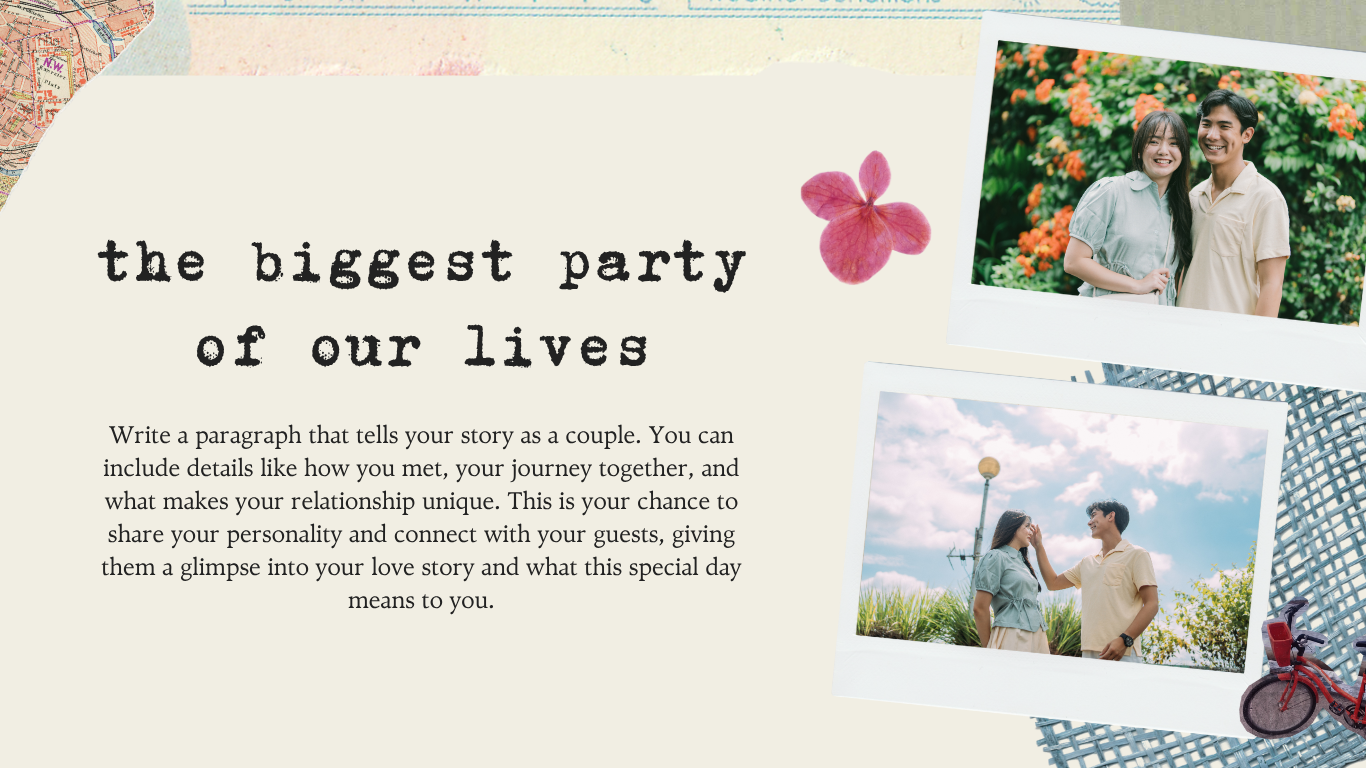 the biggest party
of our lives
Write a paragraph that tells your story as a couple. You can
include details like how you met, your journey together, and
what makes your relationship unique. This is your chance to
share your personality and connect with your guests, giving
them a glimpse into your love story and what this special day
means to you.
N.W.